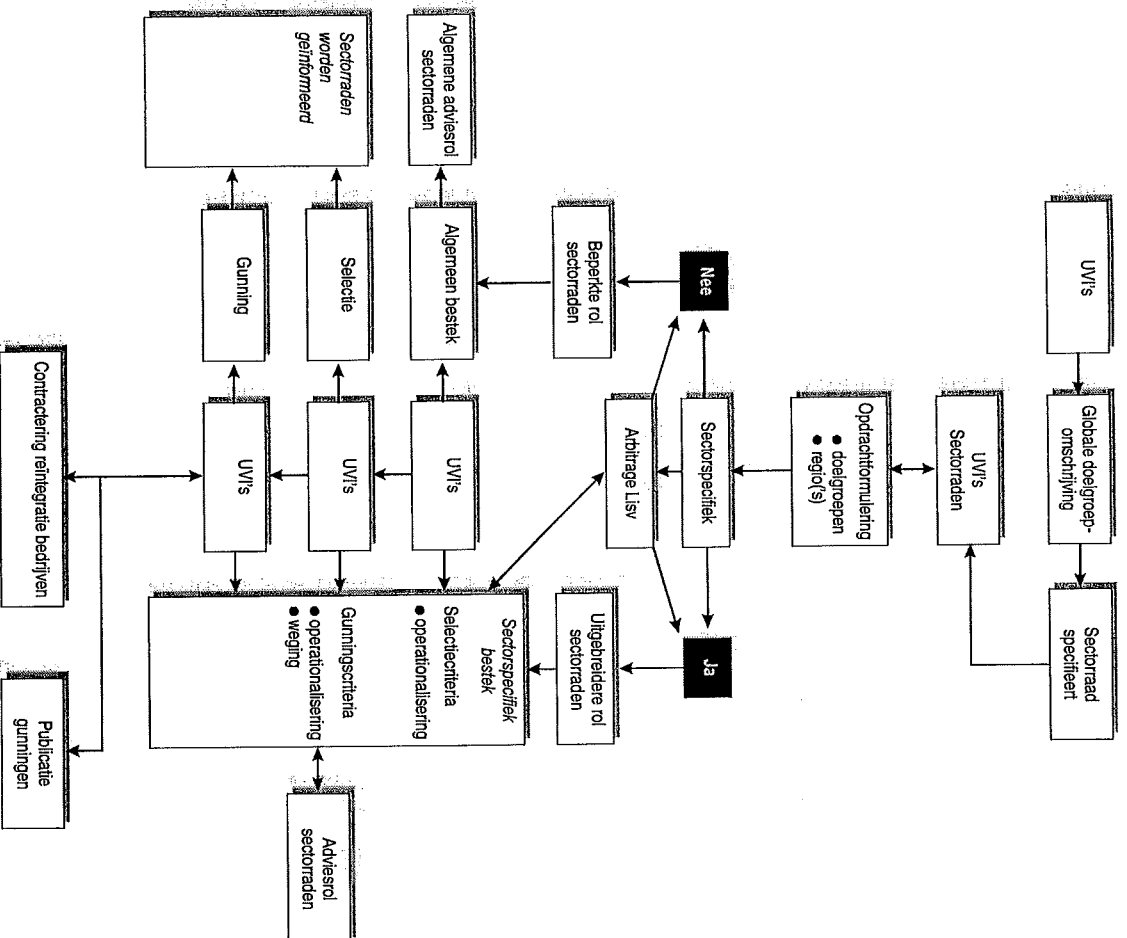 UVI's
Globale doelgroep-
omschrijving
Sectorraad
specifieert
UVI's
Sectorraden
Opdrachtformulering
● doelgroepen
● regio('s)
Sectorspecifiek
Nee
Ja
Arbitrage Lisv
Beperkte rol
sectorraden
Uitgebreidere rol
sectorraden
Algemene adviesrol
sectorraden
Algemeen bestek
UVI's
Sectorspecifiek
bestek
Selectiecriteria
● operationalisering
Gunningscriteria
● operationalisering
● weging
Sectorraden
worden
geïnformeerd
Selectie
UVI's
Adviesrol
sectorraden
Gunning
UVI's
Contractering reïntegratie bedrijven
Publicatie
gunningen